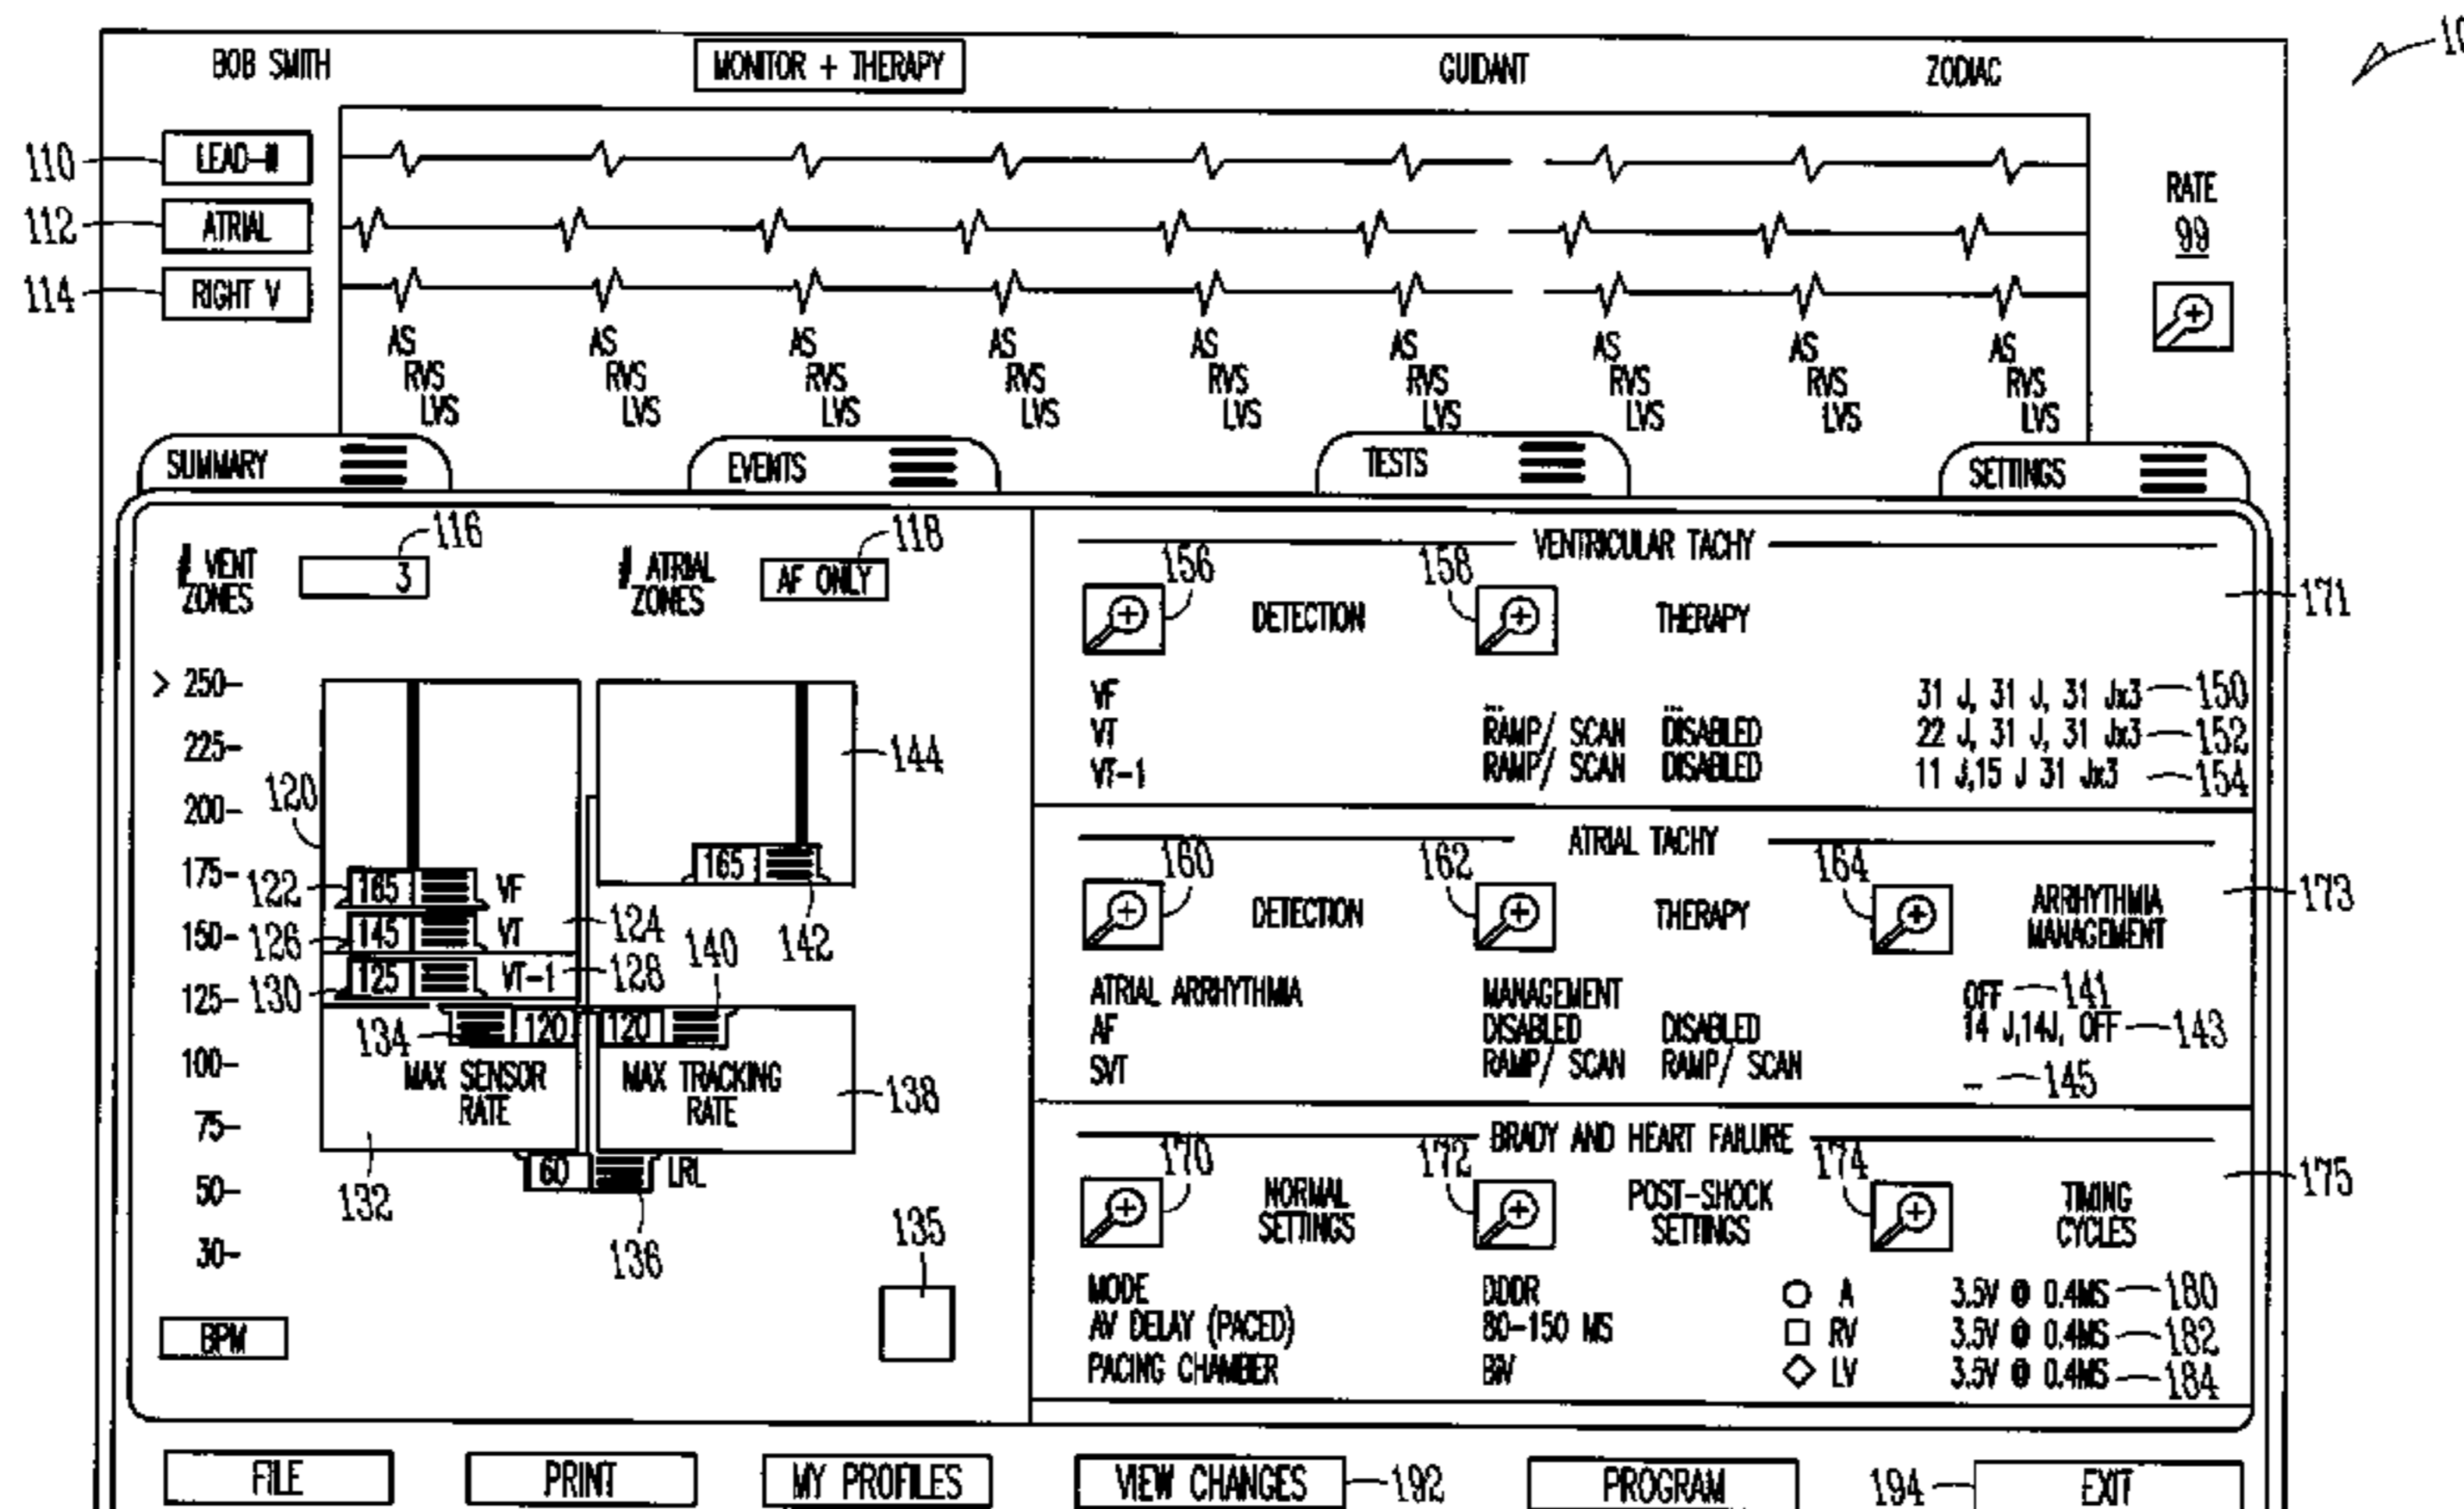 BOB SMITH MONITOR + THERAPY GUIDANT ZODIAC
110 LEAD-II
112 ATRIAL
114 RIGHT V
RATE
99
AS AS AS AS AS AS AS AS AS
RVS RVS RVS RVS RVS RVS RVS RVS RVS
LVS LVS LVS LVS LVS LVS LVS LVS LVS
SUMMARY EVENTS TESTS SETTINGS
# VENT ZONES 3 116
# ATRIAL ZONES AF ONLY 118
> 250-
225-
200-
175-
150-
125-
100-
75-
50-
30-
120
144
122 165 VF
165 142
126 145 VT 124
130 125 VT-1 128
140
134 120 120
MAX SENSOR RATE
MAX TRACKING RATE 138
132
60 LRL
136
135
BPM
VENTRICULAR TACHY
156 DETECTION 158 THERAPY 171
VF ... ... 31 J, 31 J, 31 Jx3 150
VT RAMP/ SCAN DISABLED 22 J, 31 J, 31 Jx3 152
VT-1 RAMP/ SCAN DISABLED 11 J,15 J 31 Jx3 154
ATRIAL TACHY
160 DETECTION 162 THERAPY 164 ARRHYTHMIA MANAGEMENT 173
ATRIAL ARRHYTHMIA MANAGEMENT OFF 141
AF DISABLED DISABLED 14 J,14J, OFF 143
SVT RAMP/ SCAN RAMP/ SCAN - 145
BRADY AND HEART FAILURE
170 NORMAL SETTINGS 172 POST-SHOCK SETTINGS 174 TIMING CYCLES 175
MODE DDDR A 3.5V @ 0.4MS 180
AV DELAY (PACED) 80-150 MS RV 3.5V @ 0.4MS 182
PACING CHAMBER BIV LV 3.5V @ 0.4MS 184
FILE PRINT MY PROFILES VIEW CHANGES 192 PROGRAM 194 EXIT